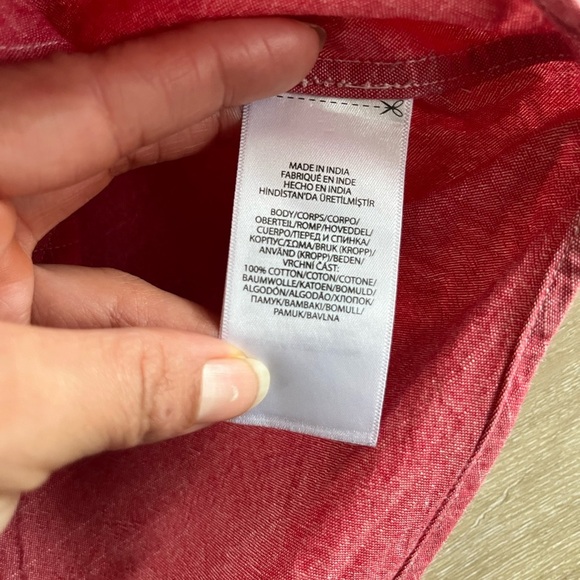 MADE IN INDIA
FABRIQUÉ EN INDE
HECHO EN INDIA
HİNDİSTAN'DA ÜRETİLMİŞTİR
BODY/CORPS/CORPO/
OBERTEIL/ROMP/HOVEDDEL/
CUERPO/ПЕРЕД И СПИНКА/
КОРПУС/ΣΩΜΑ/BRUK (KROPP)/
ANVÄND (KROPP)/BEDEN/
VRCHNÍ ČÁST:
100% COTTON/COTON/COTONE/
BAUMWOLLE/KATOEN/BOMULD/
ALGODÓN/ALGODÃO/ХЛОПОК/
ПАМУК/ΒΑΜΒΑΚΙ/BOMULL/
PAMUK/BAVLNA